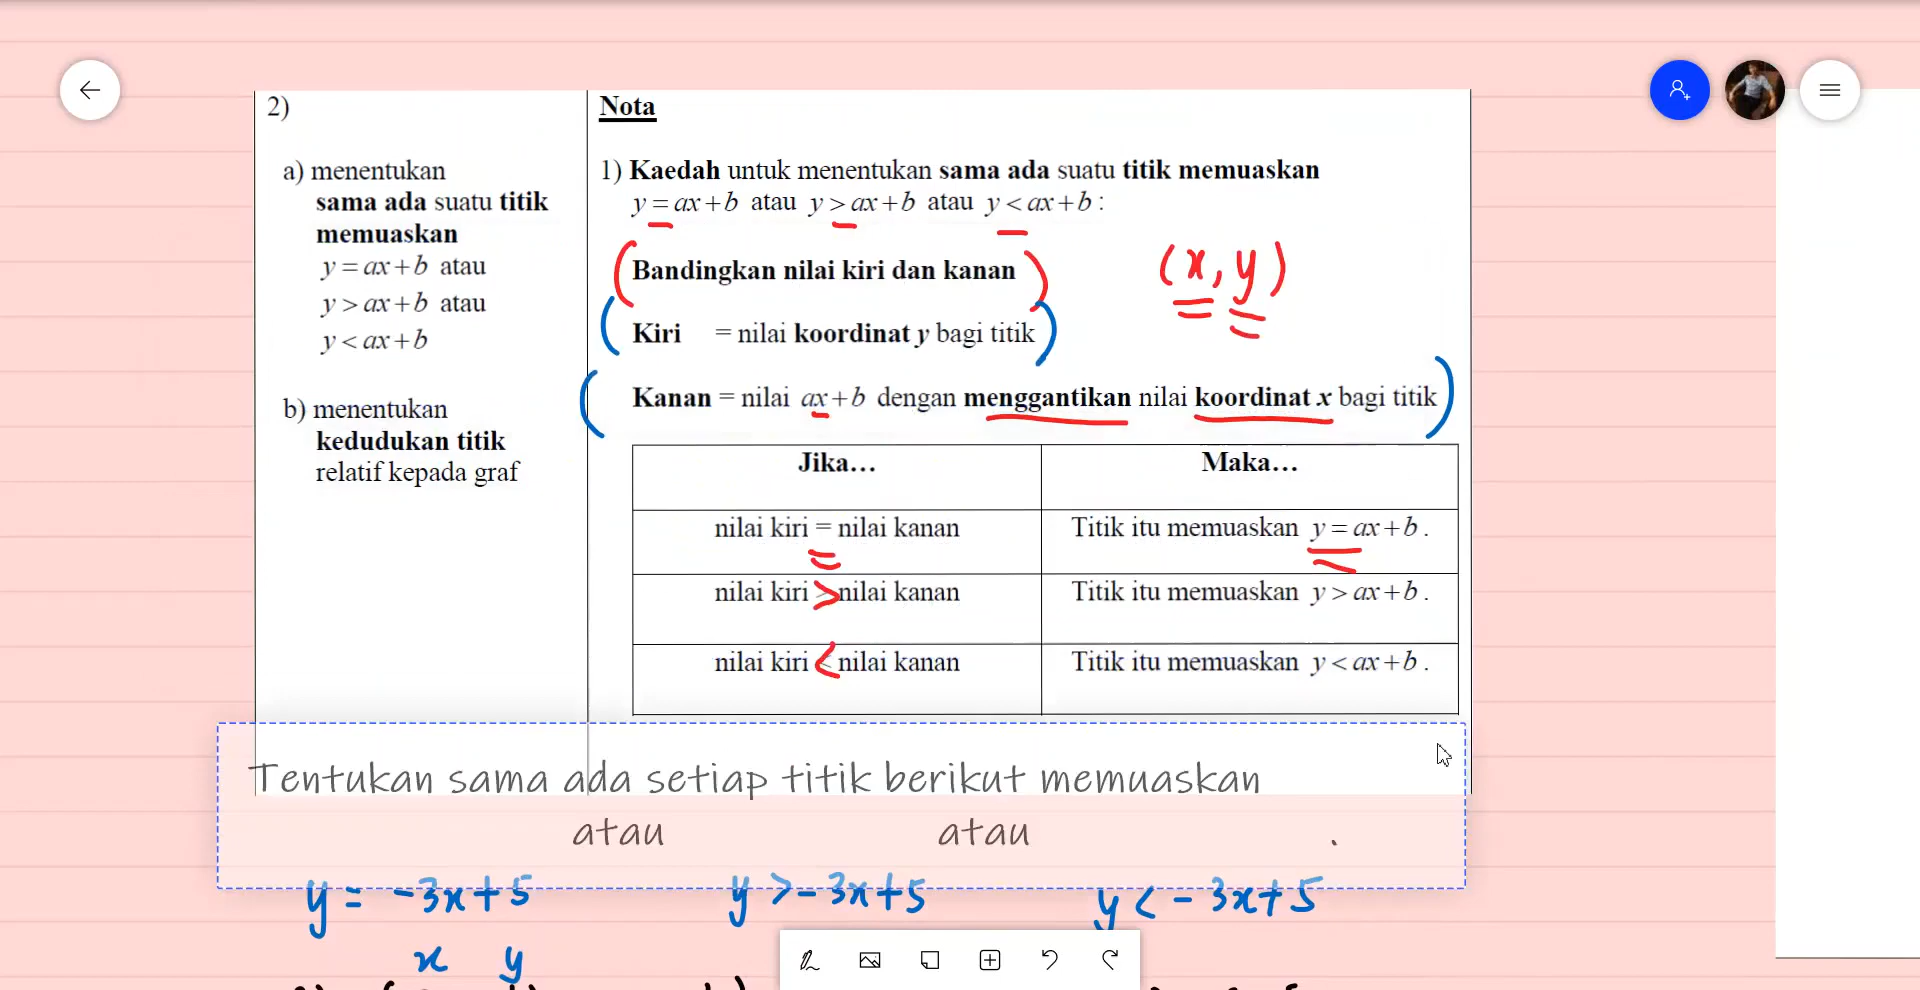 2)
a) menentukan
sama ada suatu titik
memuaskan
y = ax + b atau
y > ax + b atau
y < ax + b
b) menentukan
kedudukan titik
relatif kepada graf
Nota
1) Kaedah untuk menentukan sama ada suatu titik memuaskan
y = ax + b atau y > ax + b atau y < ax + b :
Bandingkan nilai kiri dan kanan
(x, y)
Kiri = nilai koordinat y bagi titik
Kanan = nilai ax + b dengan menggantikan nilai koordinat x bagi titik
Jika… Maka…
nilai kiri = nilai kanan Titik itu memuaskan y = ax + b .
nilai kiri > nilai kanan Titik itu memuaskan y > ax + b .
nilai kiri < nilai kanan Titik itu memuaskan y < ax + b .
Tentukan sama ada setiap titik berikut memuaskan
atau atau .
y = -3x + 5 y > -3x + 5 y < -3x + 5
x y